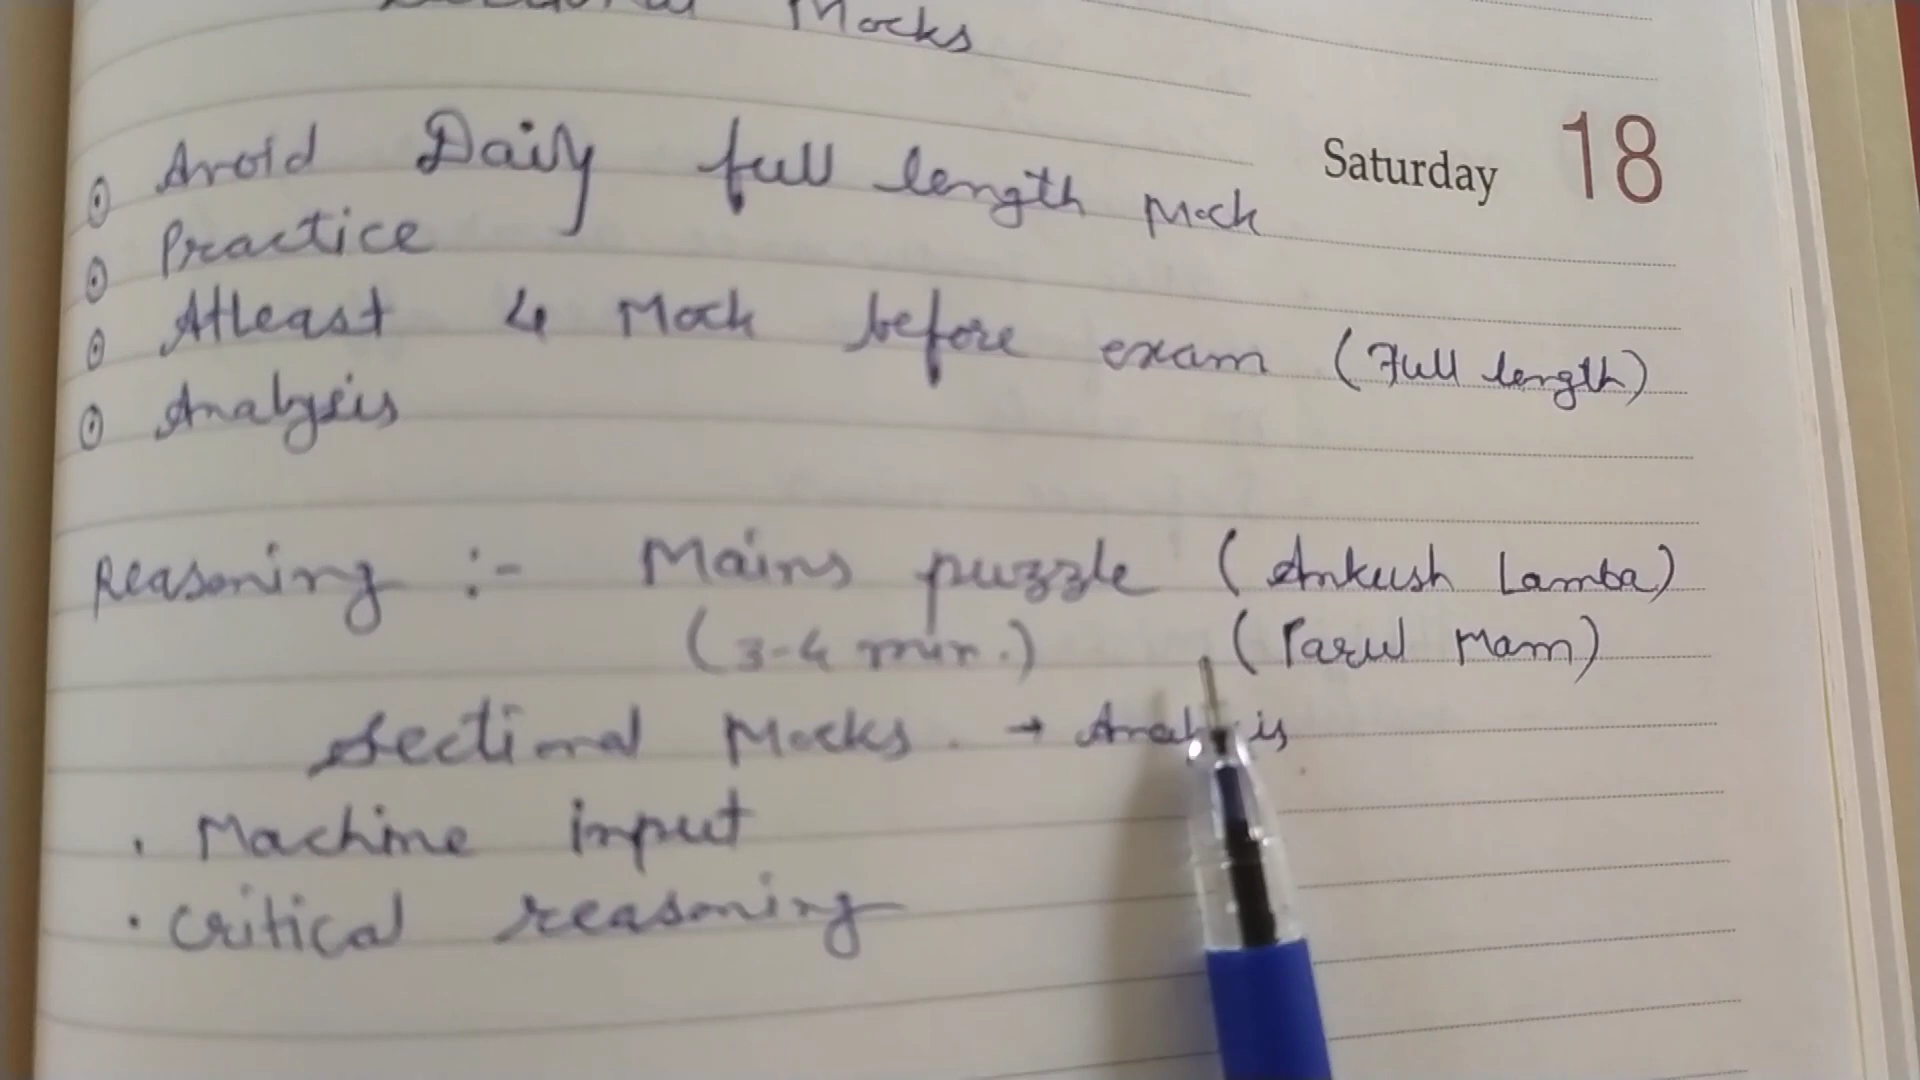 Sectional Mocks
Saturday 18
Avoid Daily full length Mock
Practice
Atleast 4 Mock before exam (Full length)
Analysis
Reasoning :- Mains puzzle (Ankush Lamba)
(3-4 min.) (Parul Mam)
Sectional Mocks. → Analysis
· Machine input
· Critical reasoning